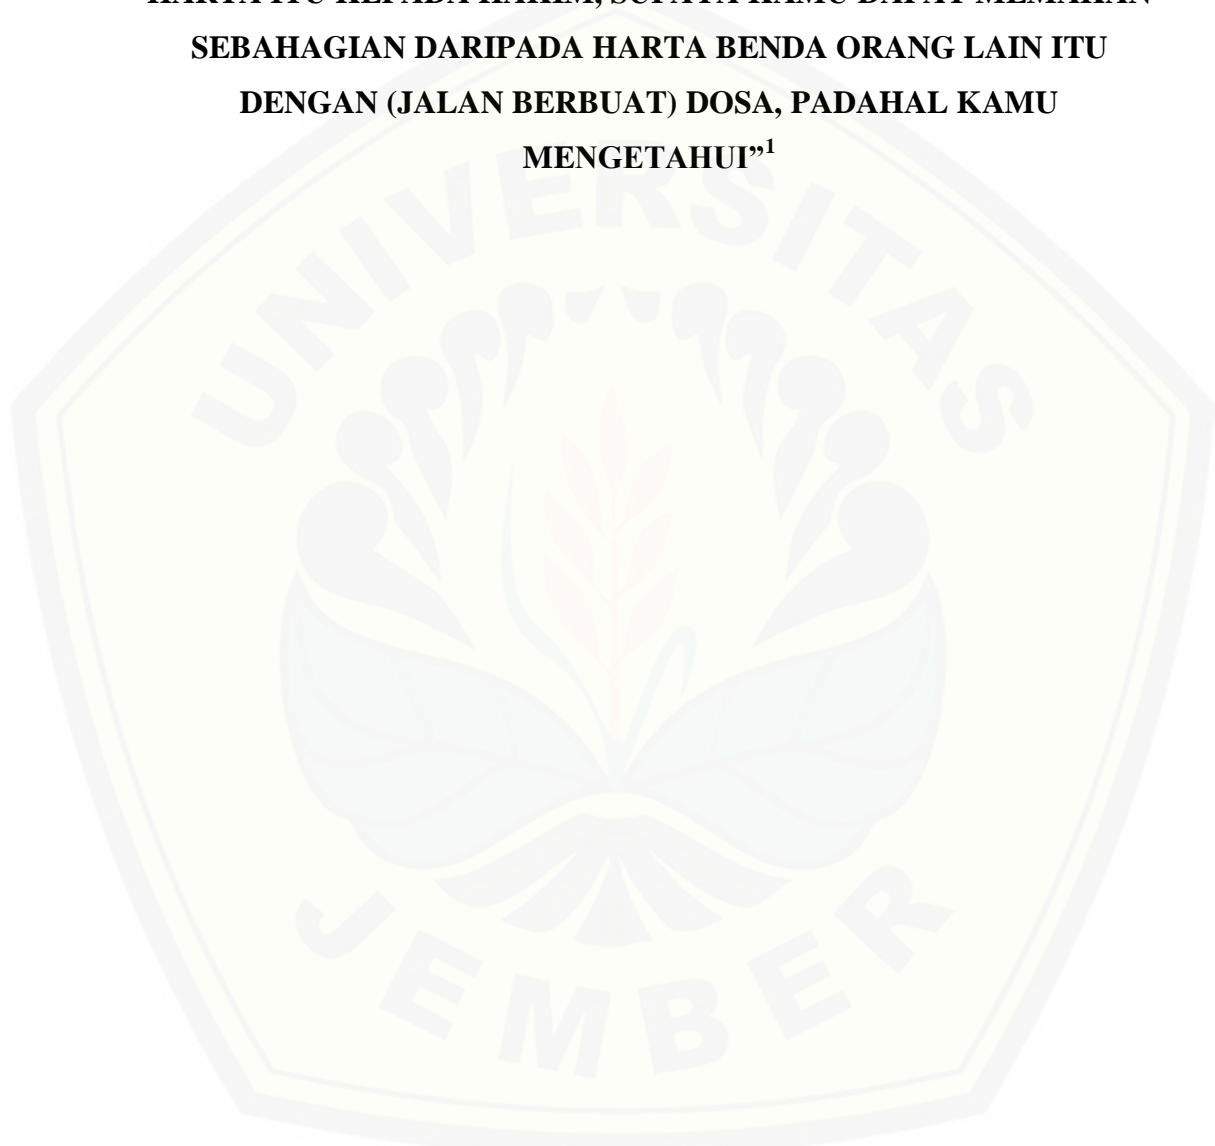 HARTA ITU KEPADA HAKIM, SUPAYA KAMU DAPAT MEMAKAN
SEBAHAGIAN DARIPADA HARTA BENDA ORANG LAIN ITU
DENGAN (JALAN BERBUAT) DOSA, PADAHAL KAMU
MENGETAHUI”1
UNIVERSITAS
JEMBER